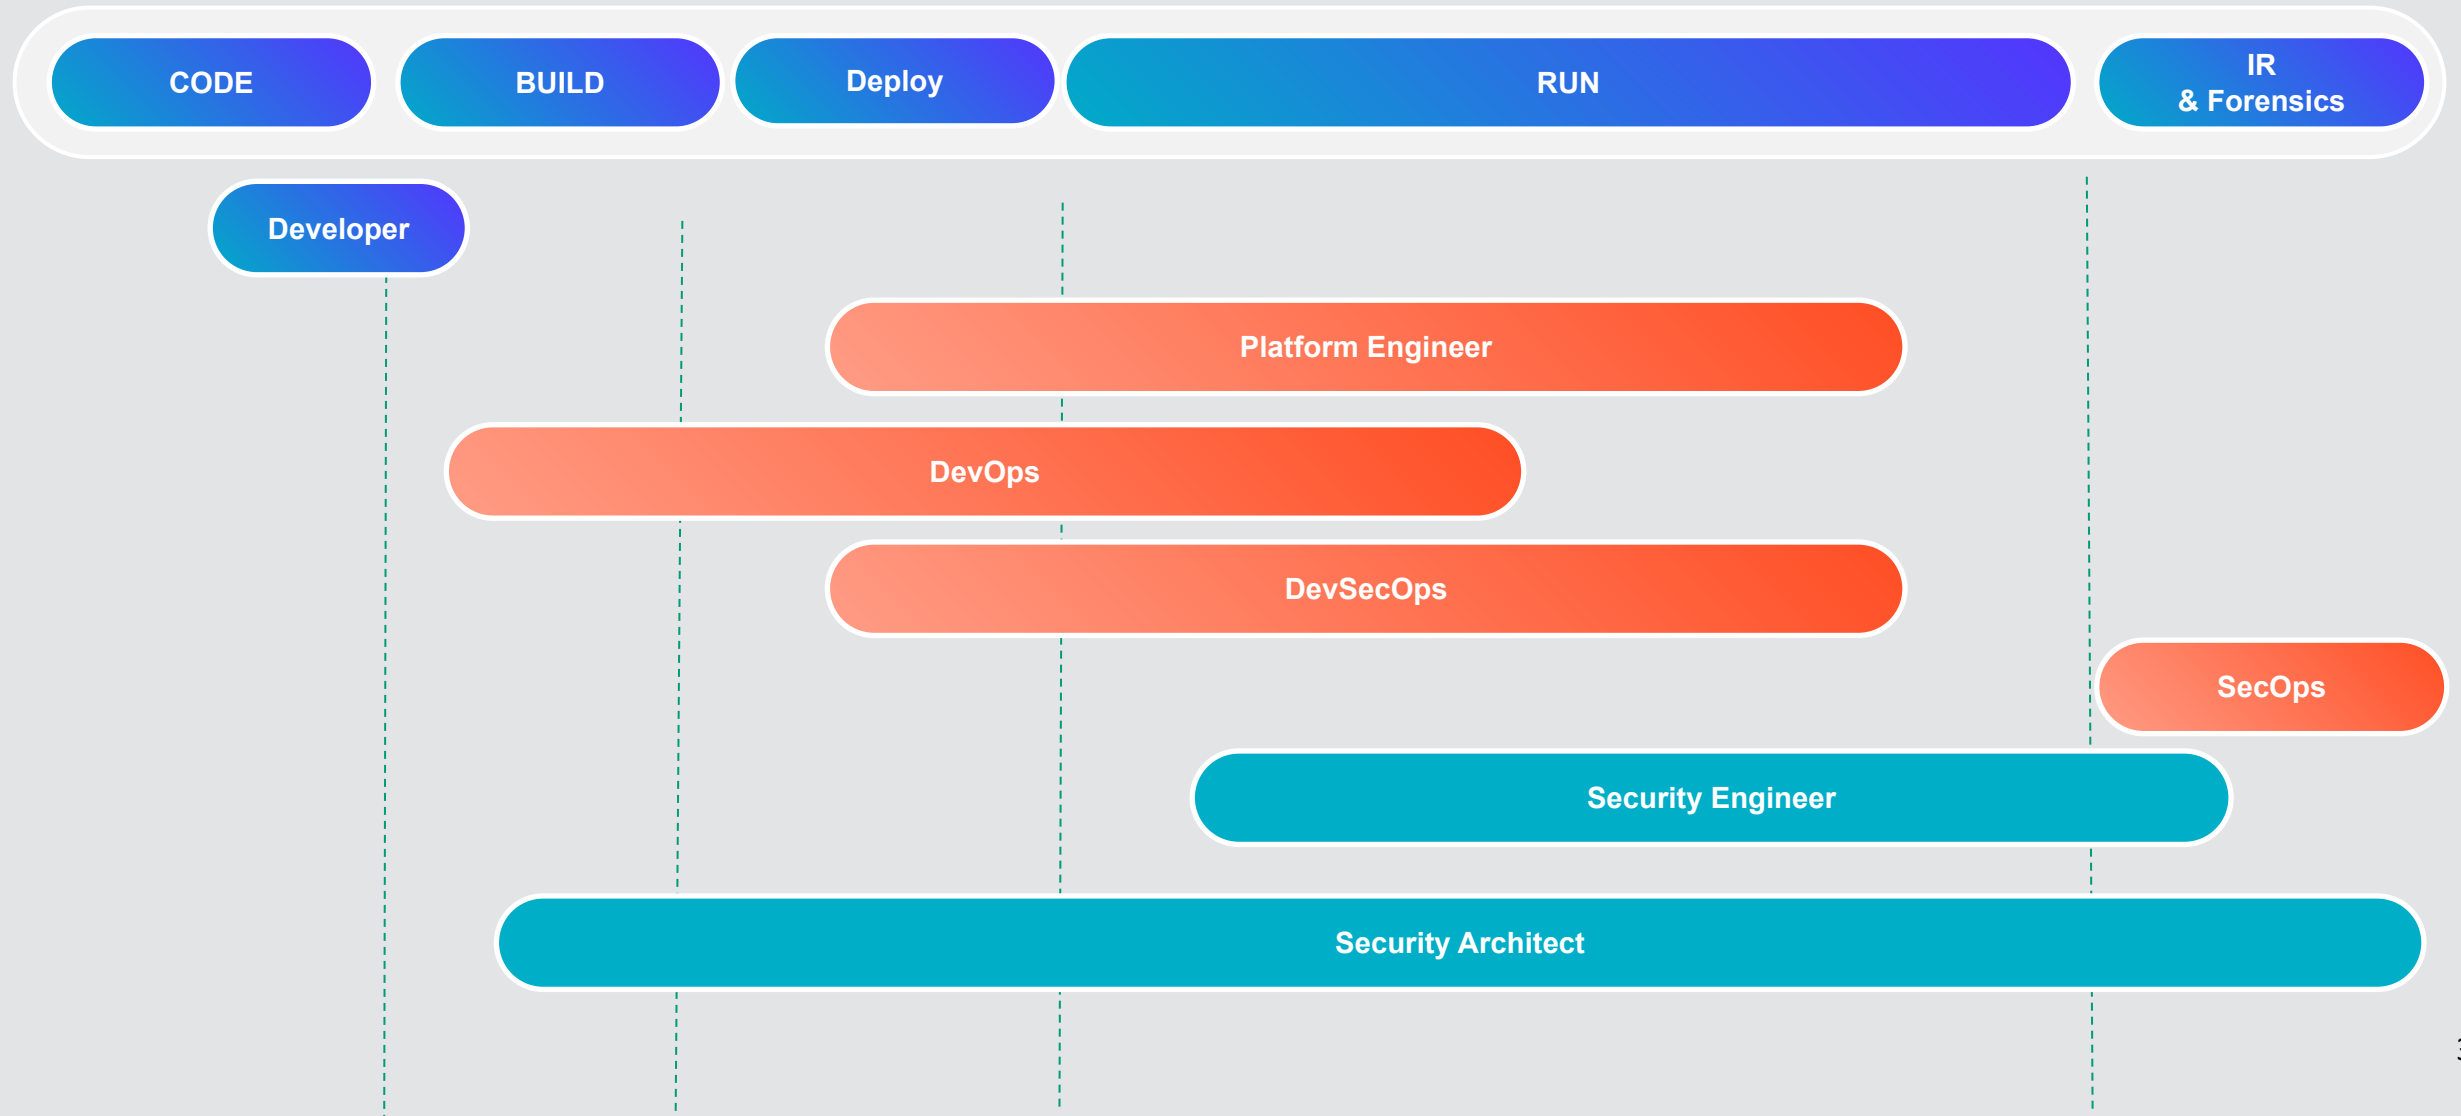 CODE
BUILD
Deploy
RUN
IR
& Forensics
Developer
Platform Engineer
DevOps
DevSecOps
SecOps
Security Engineer
Security Architect